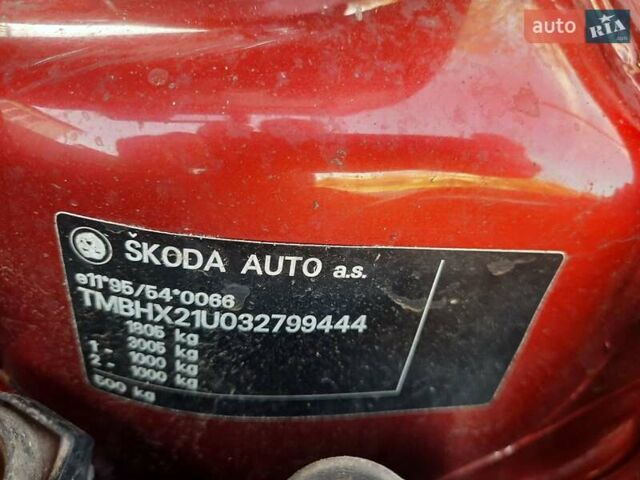 auto RIA.com
ŠKODA AUTO a.s.
e11*95/54*0066
TMBHX21U032799444
1805 kg
3005 kg
1 - 1000 kg
2 - 1000 kg
500 kg